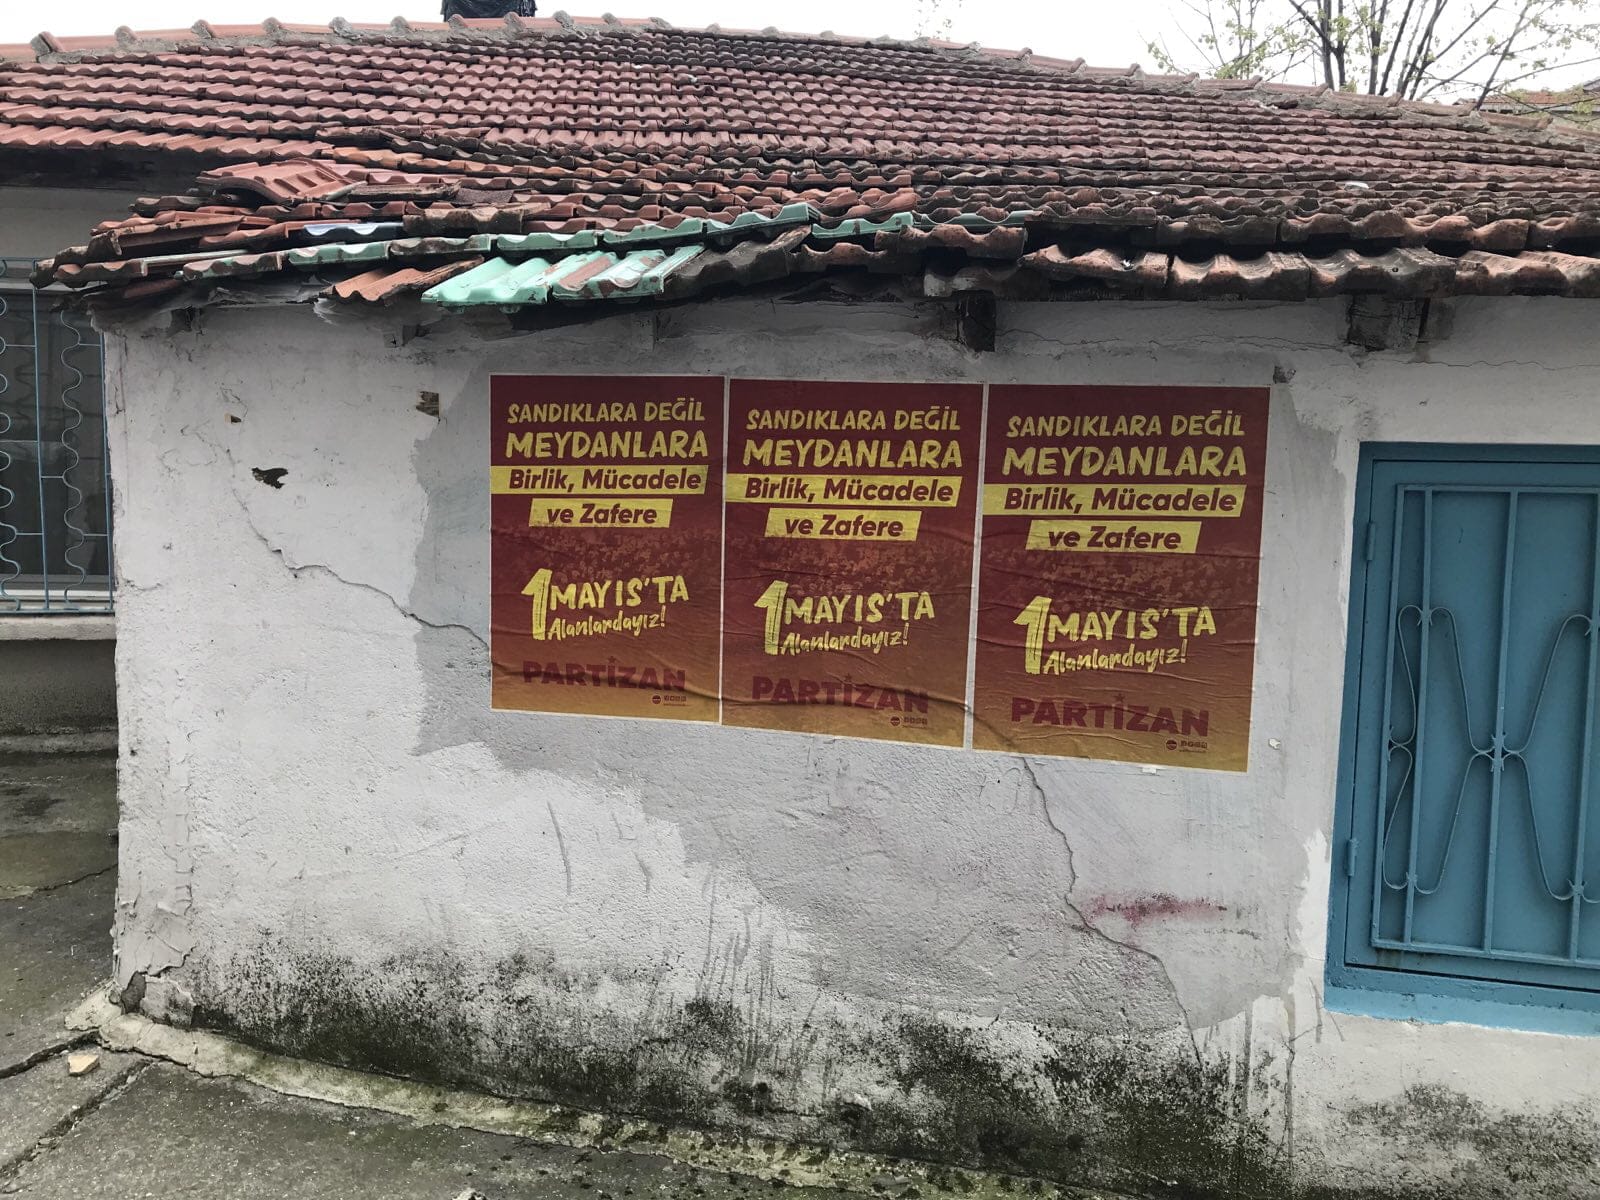 SANDIKLARA DEĞİL
MEYDANLARA
Birlik, Mücadele
ve Zafere
1 MAYIS'TA
Alanlardayız!
PARTİZAN
SANDIKLARA DEĞİL
MEYDANLARA
Birlik, Mücadele
ve Zafere
1 MAYIS'TA
Alanlardayız!
PARTİZAN
SANDIKLARA DEĞİL
MEYDANLARA
Birlik, Mücadele
ve Zafere
1 MAYIS'TA
Alanlardayız!
PARTİZAN